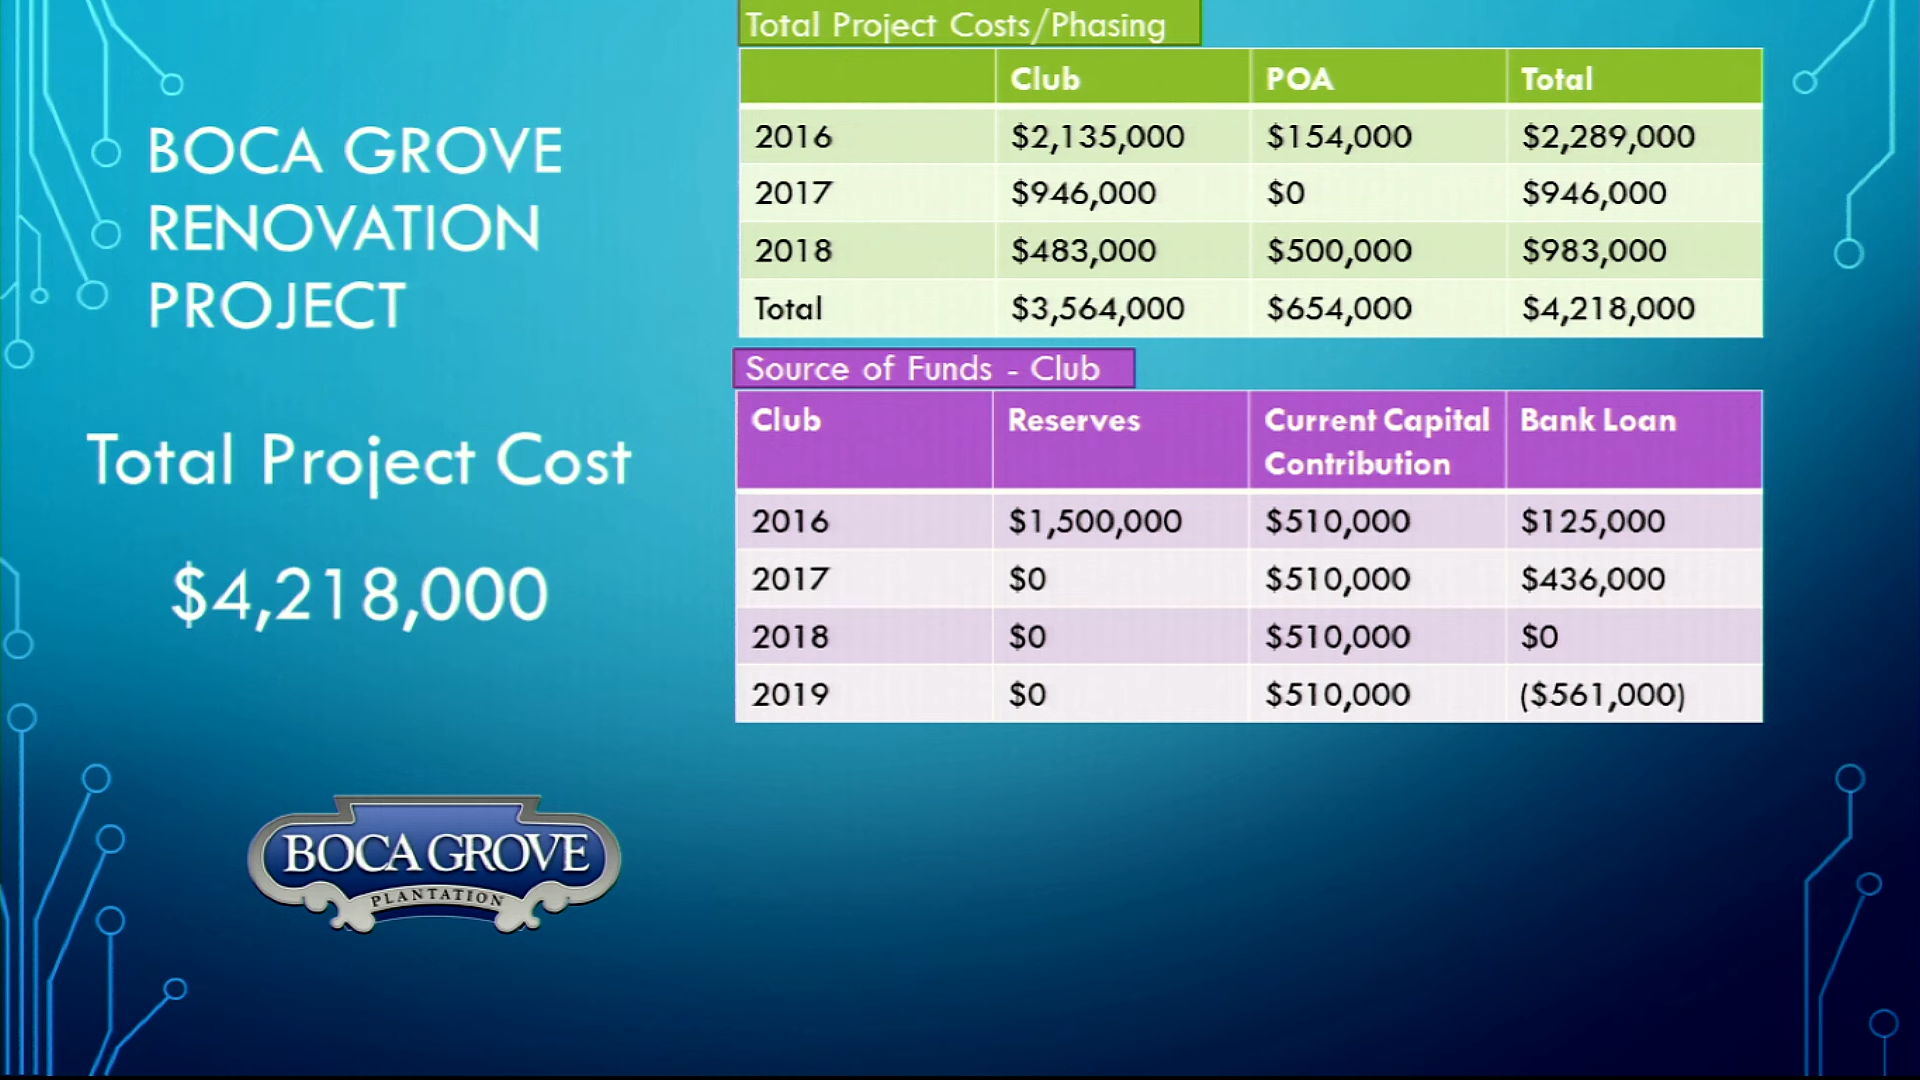 BOCA GROVE
RENOVATION
PROJECT
Total Project Cost
$4,218,000
BOCA GROVE
PLANTATION
Total Project Costs/Phasing
Club POA Total
2016 $2,135,000 $154,000 $2,289,000
2017 $946,000 $0 $946,000
2018 $483,000 $500,000 $983,000
Total $3,564,000 $654,000 $4,218,000
Source of Funds - Club
Club Reserves Current Capital Contribution Bank Loan
2016 $1,500,000 $510,000 $125,000
2017 $0 $510,000 $436,000
2018 $0 $510,000 $0
2019 $0 $510,000 ($561,000)